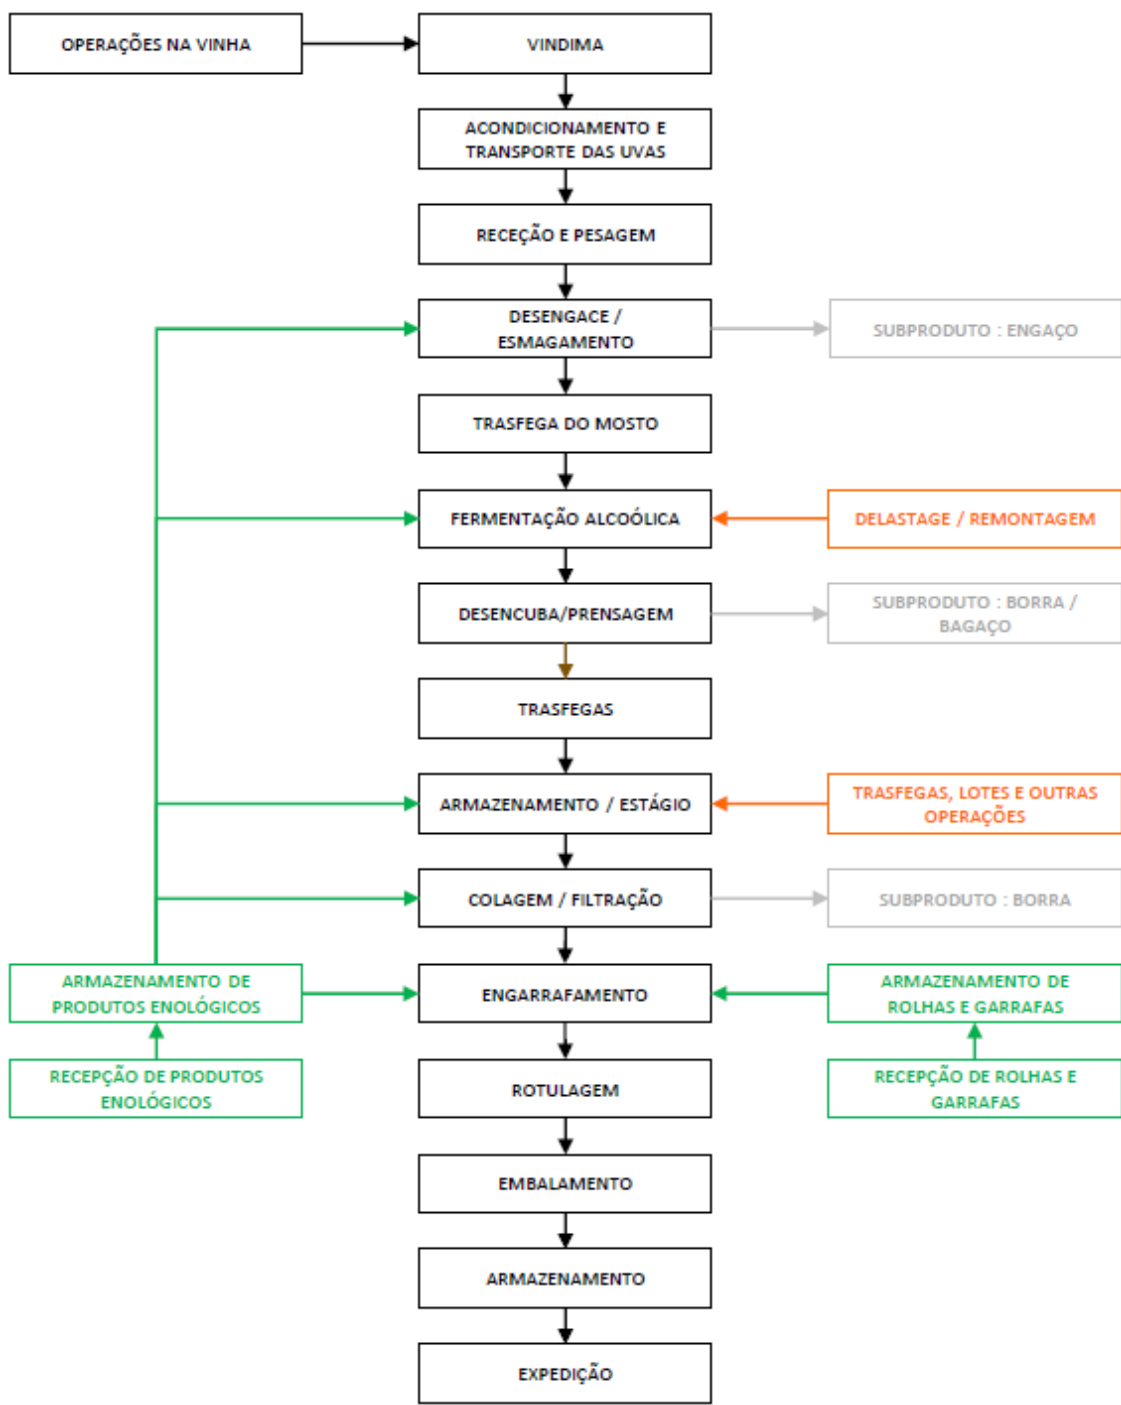 OPERAÇÕES NA VINHA
VINDIMA
ACONDICIONAMENTO E
TRANSPORTE DAS UVAS
RECEÇÃO E PESAGEM
DESENGACE /
ESMAGAMENTO
SUBPRODUTO : ENGAÇO
TRASFEGA DO MOSTO
FERMENTAÇÃO ALCOÓLICA
DELASTAGE / REMONTAGEM
DESENCUBA/PRENSAGEM
SUBPRODUTO : BORRA /
BAGAÇO
TRASFEGAS
ARMAZENAMENTO / ESTÁGIO
TRASFEGAS, LOTES E OUTRAS
OPERAÇÕES
COLAGEM / FILTRAÇÃO
SUBPRODUTO : BORRA
ARMAZENAMENTO DE
PRODUTOS ENOLÓGICOS
ENGARRAFAMENTO
ARMAZENAMENTO DE
ROLHAS E GARRAFAS
RECEPÇÃO DE PRODUTOS
ENOLÓGICOS
ROTULAGEM
RECEPÇÃO DE ROLHAS E
GARRAFAS
EMBALAMENTO
ARMAZENAMENTO
EXPEDIÇÃO